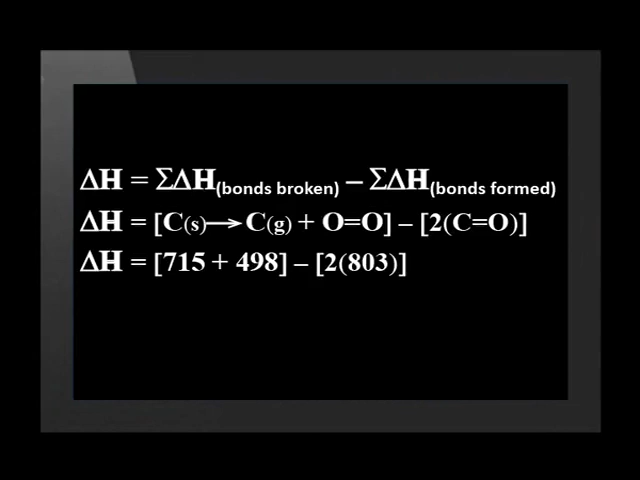 ΔH = ΣΔH(bonds broken) – ΣΔH(bonds formed)
ΔH = [C(s)→C(g) + O=O] – [2(C=O)]
ΔH = [715 + 498] – [2(803)]